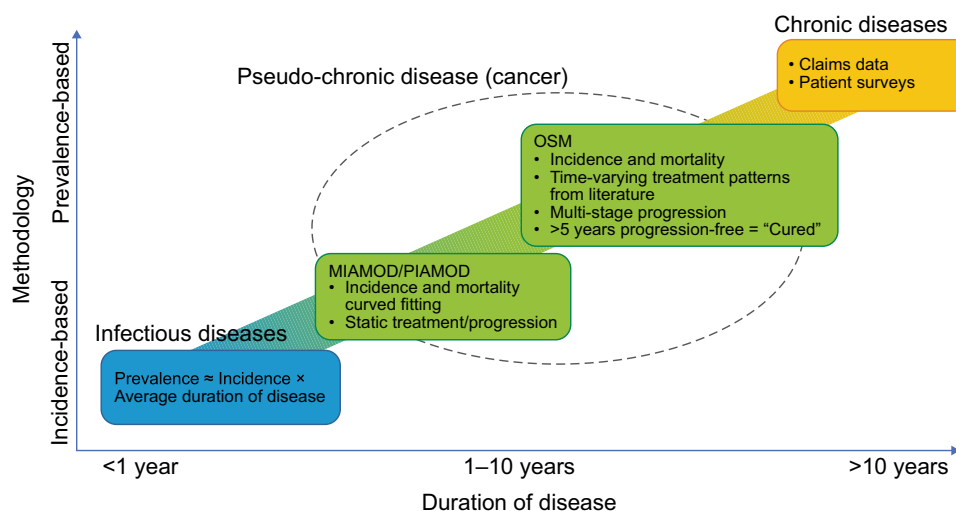 Chronic diseases
• Claims data
• Patient surveys
Pseudo-chronic disease (cancer)
OSM
• Incidence and mortality
• Time-varying treatment patterns
from literature
• Multi-stage progression
• >5 years progression-free = “Cured”
MIAMOD/PIAMOD
• Incidence and mortality
curved fitting
• Static treatment/progression
Infectious diseases
Prevalence ≈ Incidence ×
Average duration of disease
Methodology
Prevalence-based
Incidence-based
<1 year
1–10 years
>10 years
Duration of disease